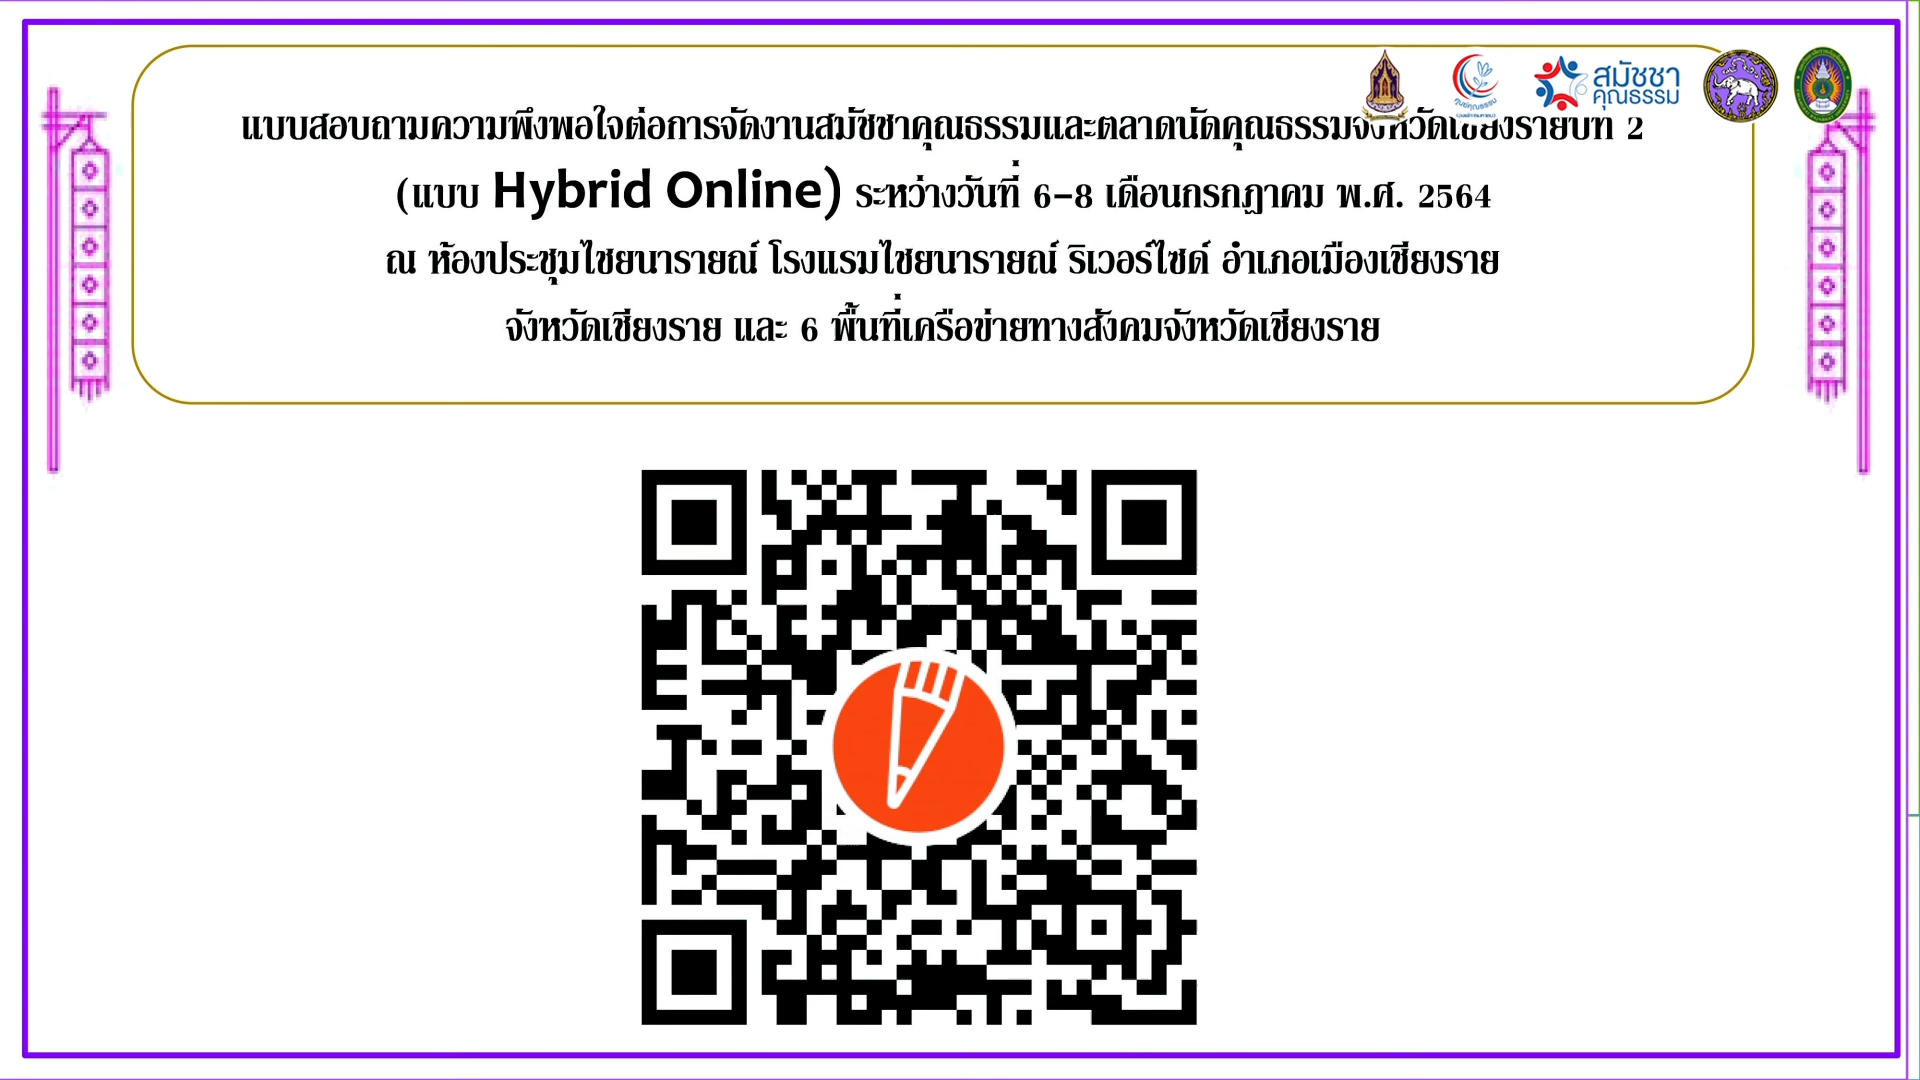 สมัชชา
คุณธรรม
ศูนย์คุณธรรม
แบบสอบถามความพึงพอใจต่อการจัดงานสมัชชาคุณธรรมและตลาดนัดคุณธรรมจังหวัดเชียงรายปีที่ 2
(แบบ Hybrid Online) ระหว่างวันที่ 6-8 เดือนกรกฎาคม พ.ศ. 2564
ณ ห้องประชุมไชยนารายณ์ โรงแรมไชยนารายณ์ ริเวอร์ไซด์ อำเภอเมืองเชียงราย
จังหวัดเชียงราย และ 6 พื้นที่เครือข่ายทางสังคมจังหวัดเชียงราย